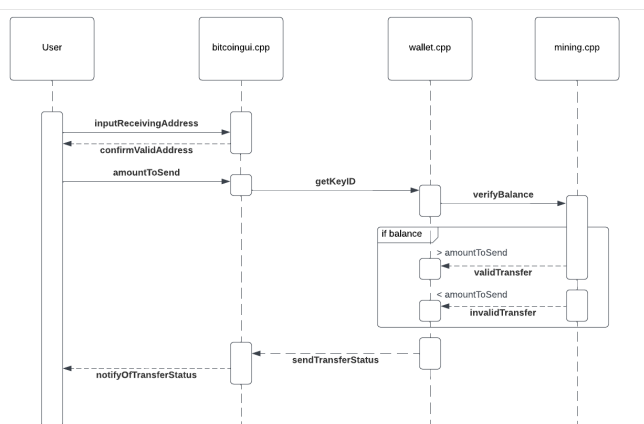 User
bitcoingui.cpp
wallet.cpp
mining.cpp
inputReceivingAddress
confirmValidAddress
amountToSend
getKeyID
verifyBalance
if balance
> amountToSend
validTransfer
< amountToSend
invalidTransfer
sendTransferStatus
notifyOfTransferStatus